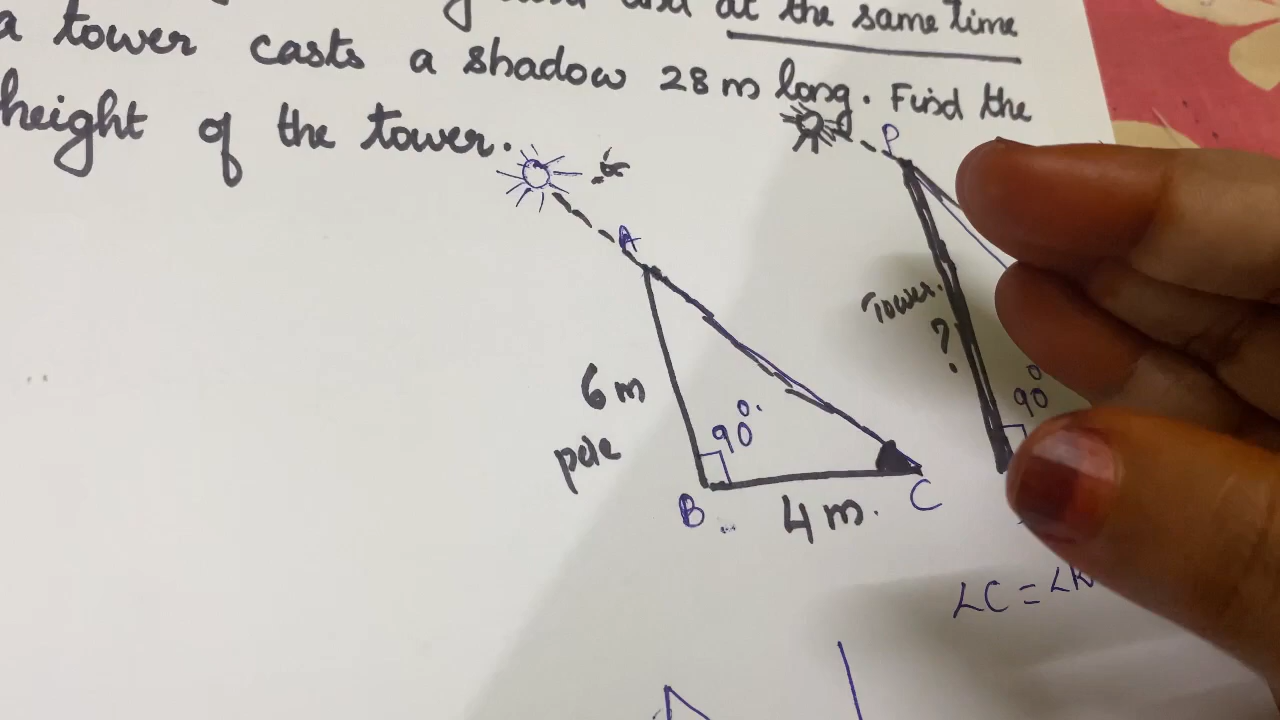 at the same time
a tower casts a shadow 28 m long. Find the
height of the tower.
A
P
Tower.
?
6 m
pole
90°
90°
B
4 m.
C
∠C = ∠R